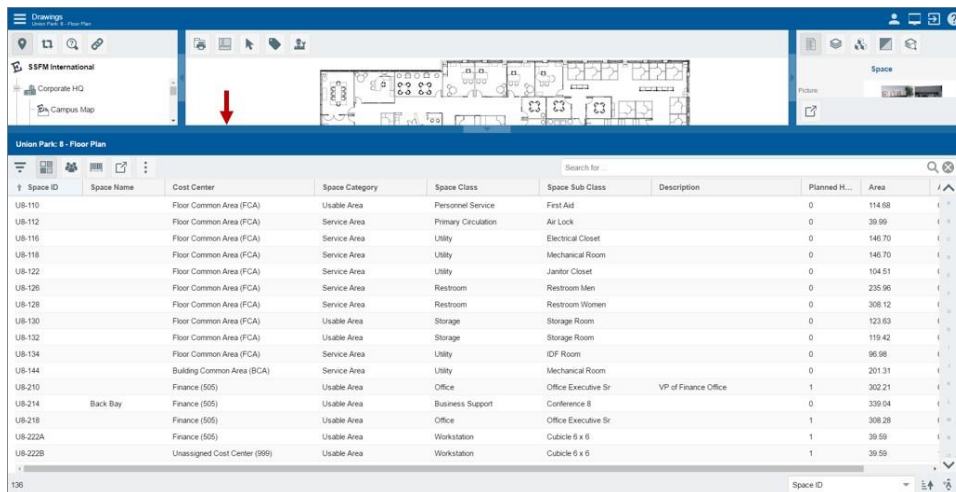 Drawings
Union Park: 8 - Floor Plan
SSFM International
Corporate HQ
Campus Map
Space
Picture
Union Park: 8 - Floor Plan
Search for ...
Space ID Space Name Cost Center Space Category Space Class Space Sub Class Description Planned H... Area
U8-110 Floor Common Area (FCA) Usable Area Personnel Service First Aid 0 114.68
U8-112 Floor Common Area (FCA) Service Area Primary Circulation Air Lock 0 39.99
U8-116 Floor Common Area (FCA) Service Area Utility Electrical Closet 0 146.70
U8-118 Floor Common Area (FCA) Service Area Utility Mechanical Room 0 146.70
U8-122 Floor Common Area (FCA) Service Area Utility Janitor Closet 0 104.51
U8-126 Floor Common Area (FCA) Service Area Restroom Restroom Men 0 235.96
U8-128 Floor Common Area (FCA) Service Area Restroom Restroom Women 0 308.12
U8-130 Floor Common Area (FCA) Usable Area Storage Storage Room 0 123.63
U8-132 Floor Common Area (FCA) Usable Area Storage Storage Room 0 119.42
U8-134 Floor Common Area (FCA) Service Area Utility IDF Room 0 96.98
U8-144 Building Common Area (BCA) Service Area Utility Mechanical Room 0 201.31
U8-210 Finance (505) Usable Area Office Office Executive Sr VP of Finance Office 1 302.21
U8-214 Back Bay Finance (505) Usable Area Business Support Conference 8 0 339.04
U8-218 Finance (505) Usable Area Office Office Executive Sr 1 308.28
U8-222A Finance (505) Usable Area Workstation Cubicle 6 x 6 1 39.59
U8-222B Unassigned Cost Center (999) Usable Area Workstation Cubicle 6 x 6 1 39.59
136 Space ID